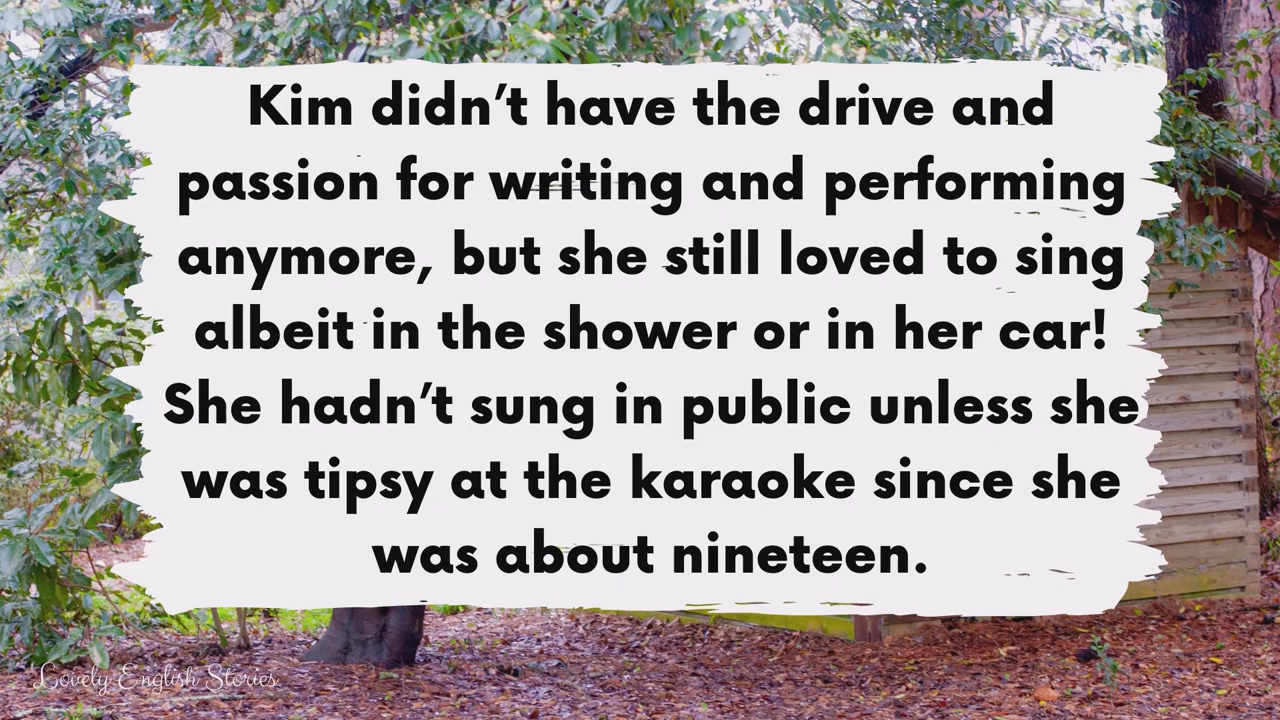 Kim didn’t have the drive and
passion for writing and performing
anymore, but she still loved to sing
albeit in the shower or in her car!
She hadn’t sung in public unless she
was tipsy at the karaoke since she
was about nineteen.
Lovely English Stories